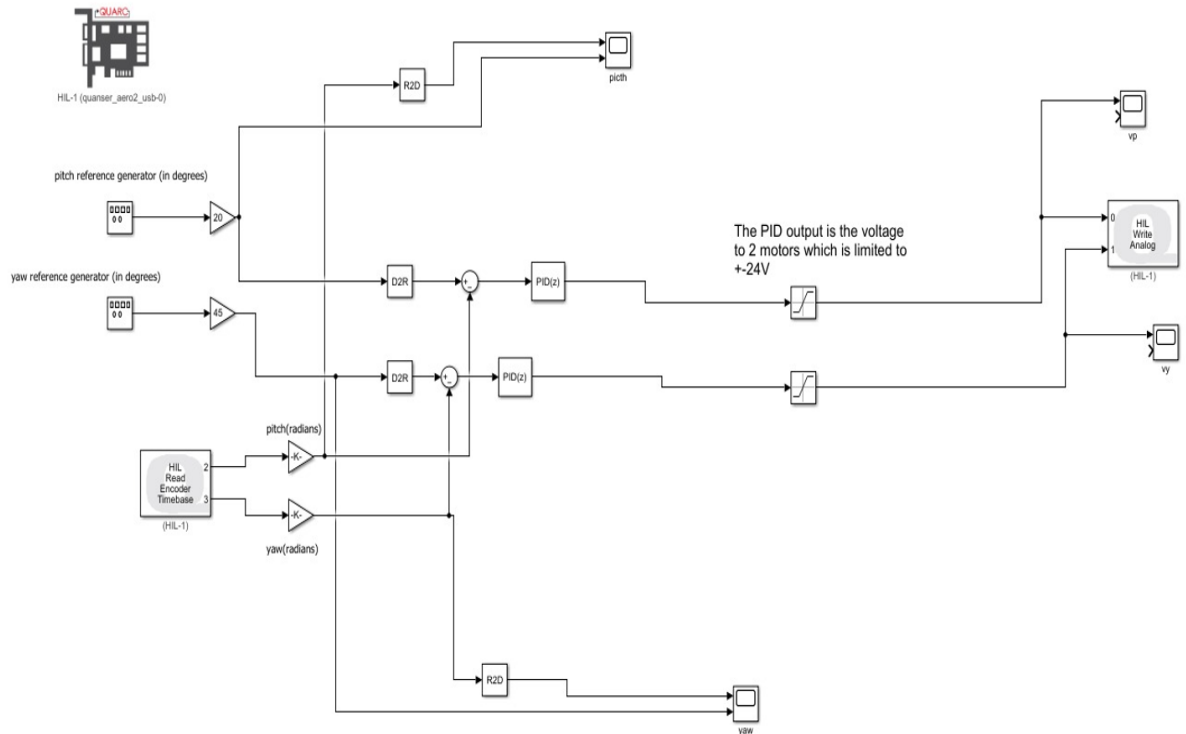 QUARC
HIL-1 (quanser_aero2_usb-0)
R2D
picth
vp
pitch reference generator (in degrees)
20
The PID output is the voltage
to 2 motors which is limited to
+-24V
0
1
HIL
Write
Analog
(HIL-1)
yaw reference generator (in degrees)
45
D2R
+
-
PID(z)
D2R
+
-
PID(z)
vy
pitch(radians)
-K-
HIL
Read
Encoder
Timebase
2
3
(HIL-1)
-K-
yaw(radians)
R2D
yaw